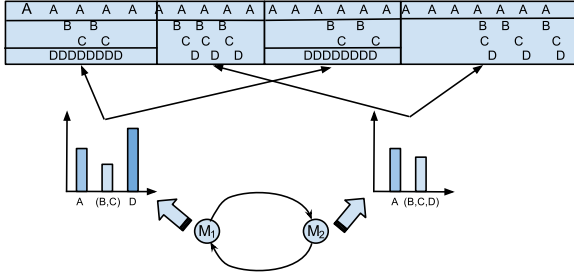 A A A A A A A A A A A A A A A A A A A A A A A
B B B B B B B B B B
C C C C C C C C C C
DDDDDDDD D D D DDDDDDDD D D D
A (B,C) D
A (B,C,D)
M1 M2